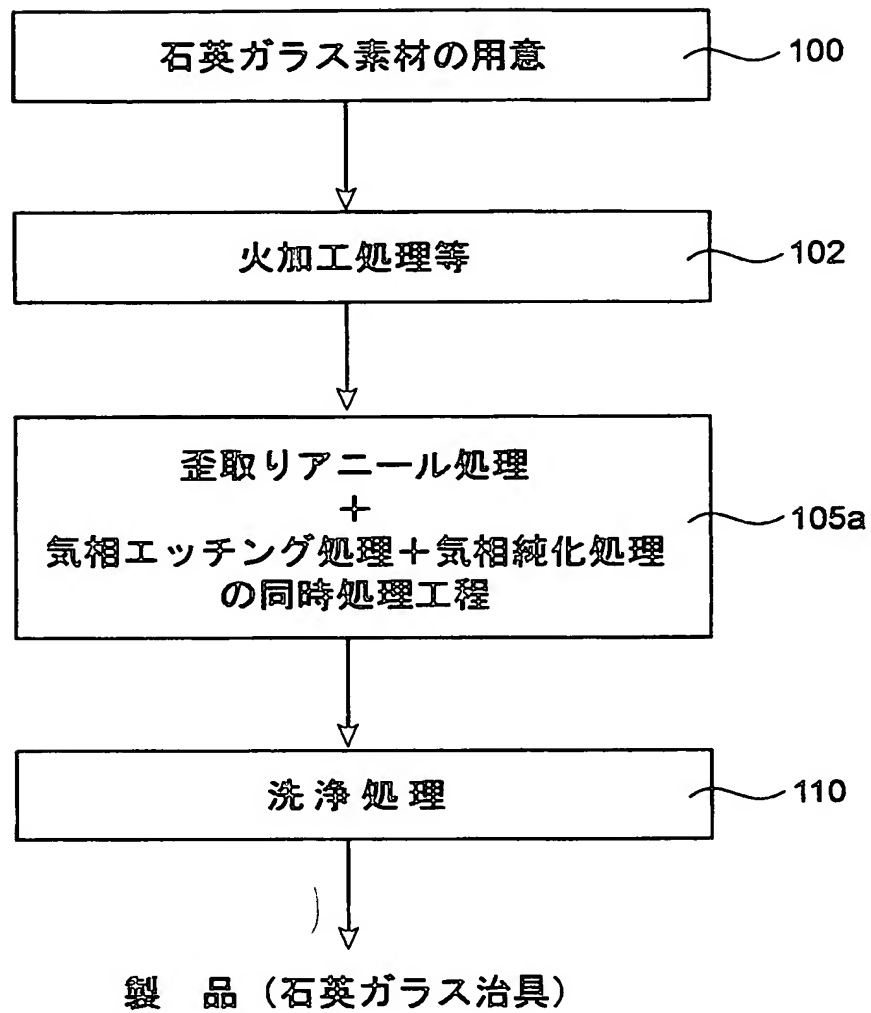 石英ガラス素材の用意
100
火加工処理等
102
歪取りアニール処理
+
気相エッチング処理+気相純化処理
の同時処理工程
105a
洗浄処理
110
製 品 (石英ガラス治具)